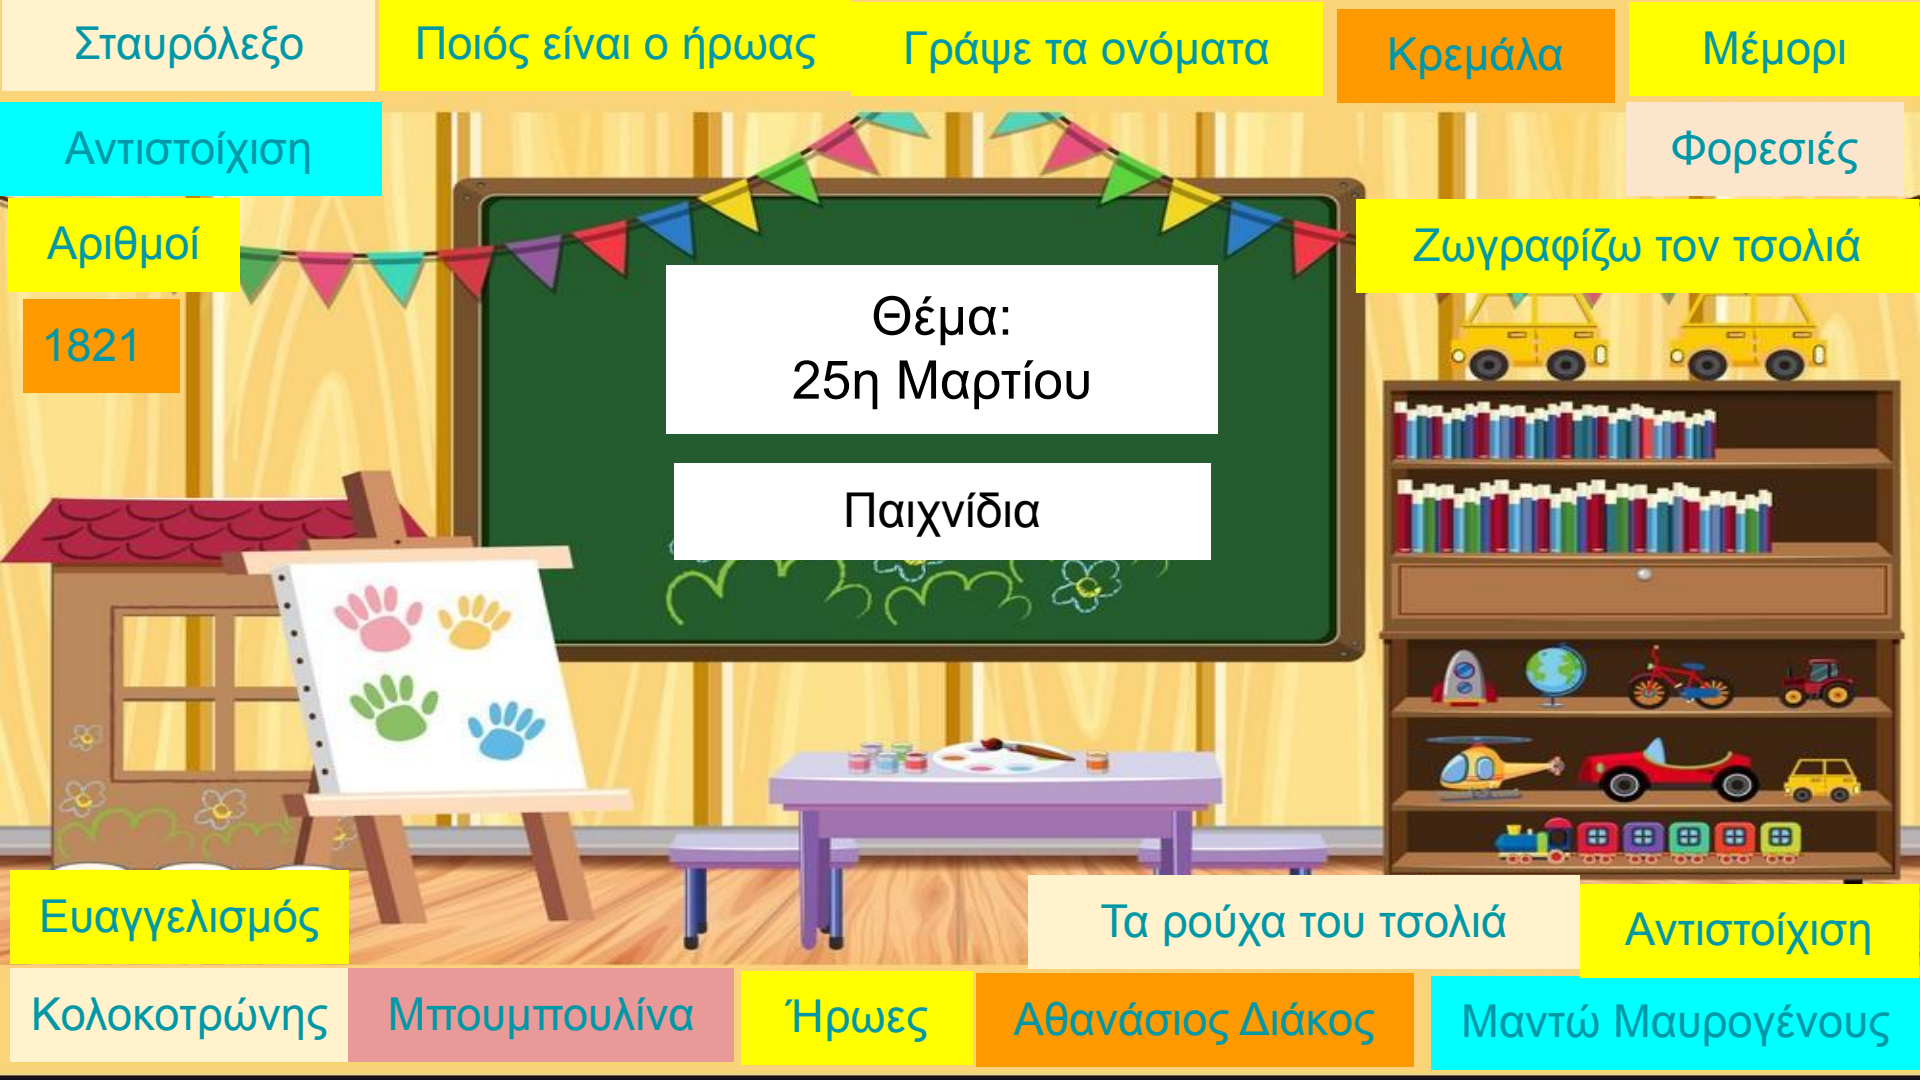 Σταυρόλεξο
Ποιός είναι ο ήρωας
Γράψε τα ονόματα
Κρεμάλα
Μέμορι
Αντιστοίχιση
Φορεσιές
Αριθμοί
Ζωγραφίζω τον τσολιά
1821
Θέμα:
25η Μαρτίου
Παιχνίδια
Ευαγγελισμός
Τα ρούχα του τσολιά
Αντιστοίχιση
Κολοκοτρώνης
Μπουμπουλίνα
Ήρωες
Αθανάσιος Διάκος
Μαντώ Μαυρογένους